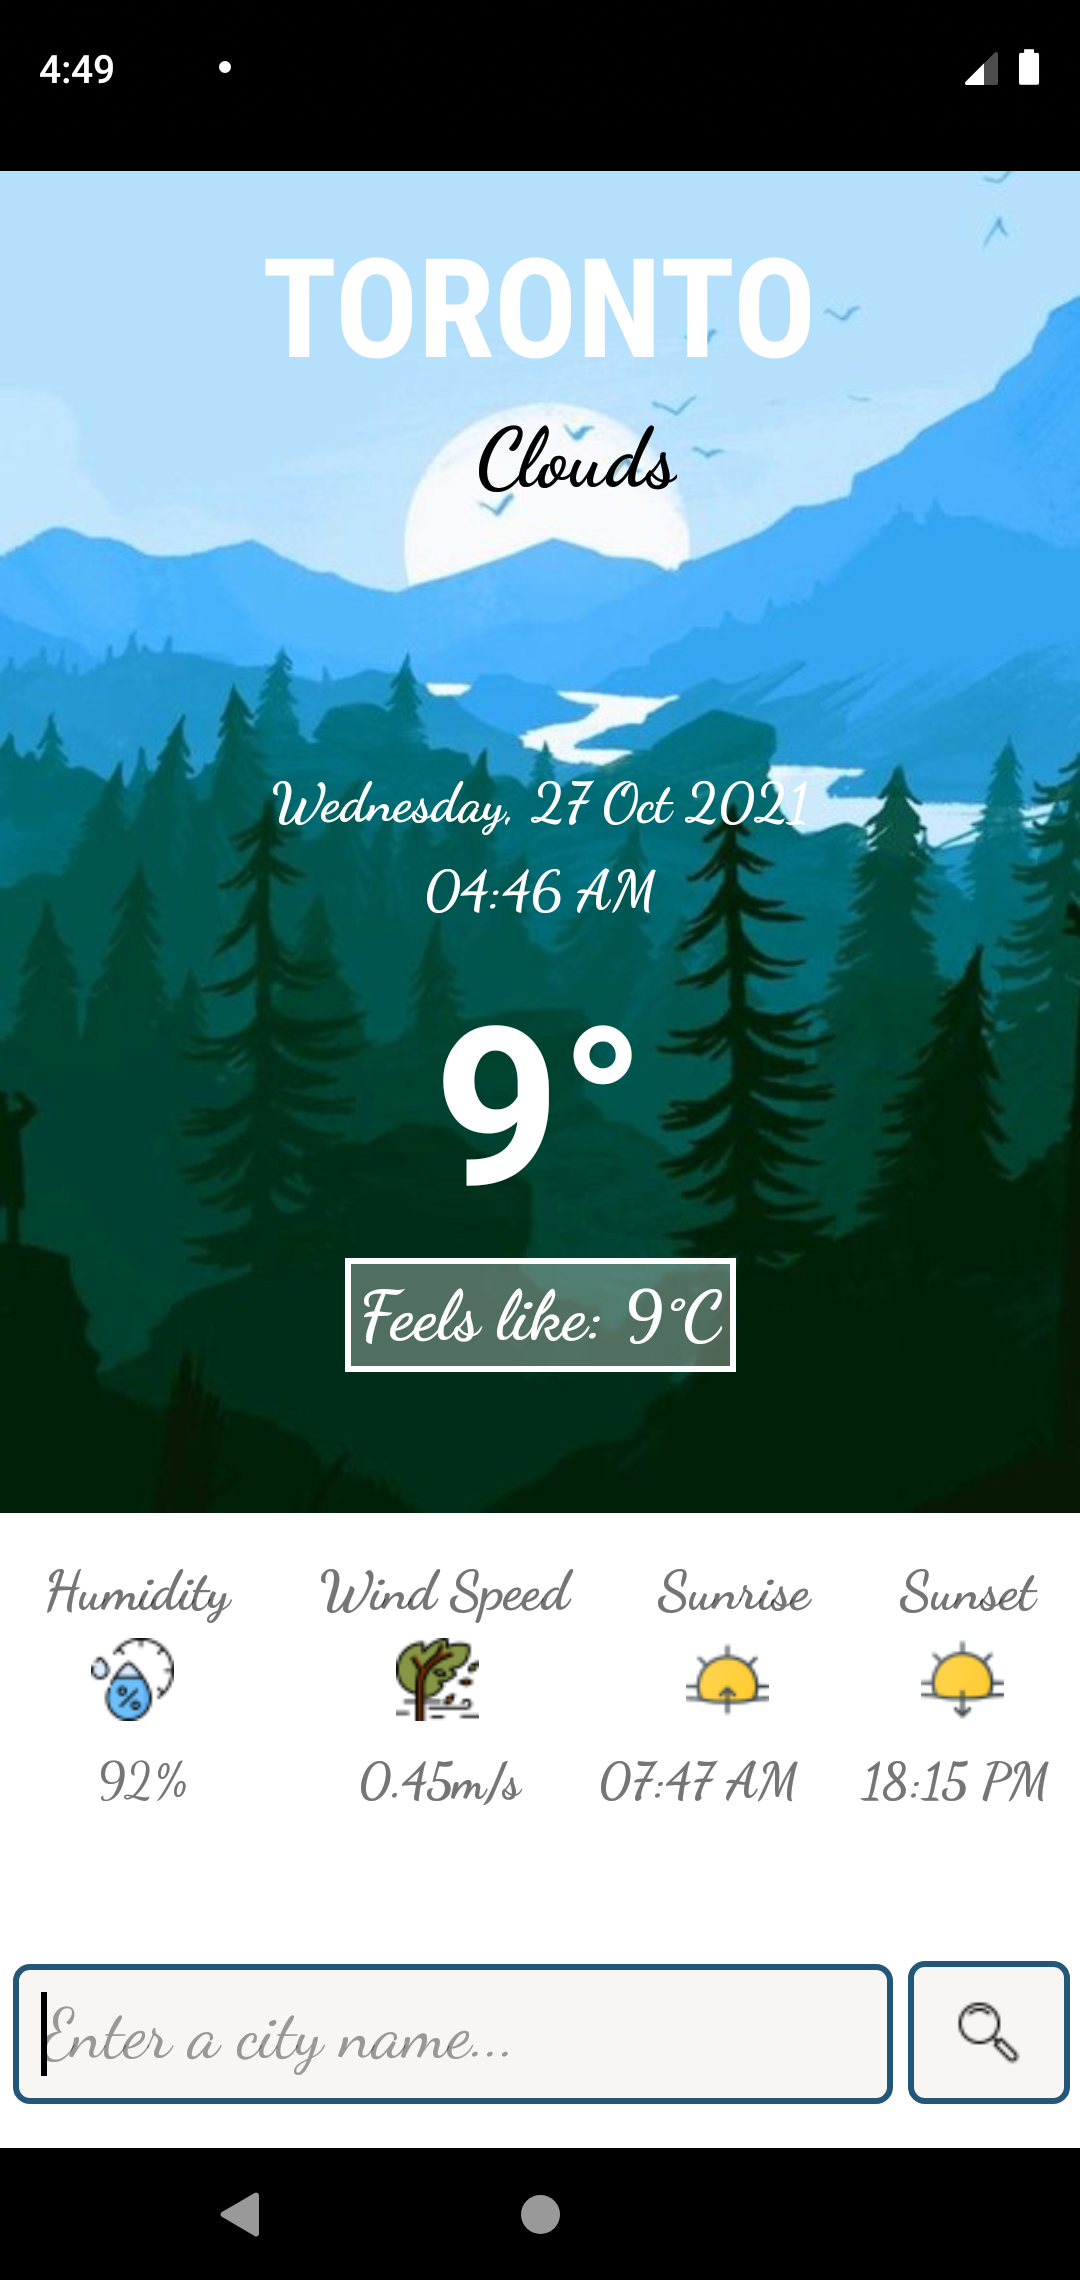 4:49
TORONTO
Clouds
Wednesday, 27 Oct 2021
04:46 AM
9°
Feels like: 9°C
Humidity Wind Speed Sunrise Sunset
92% 0.45m/s 07:47 AM 18:15 PM
Enter a city name...